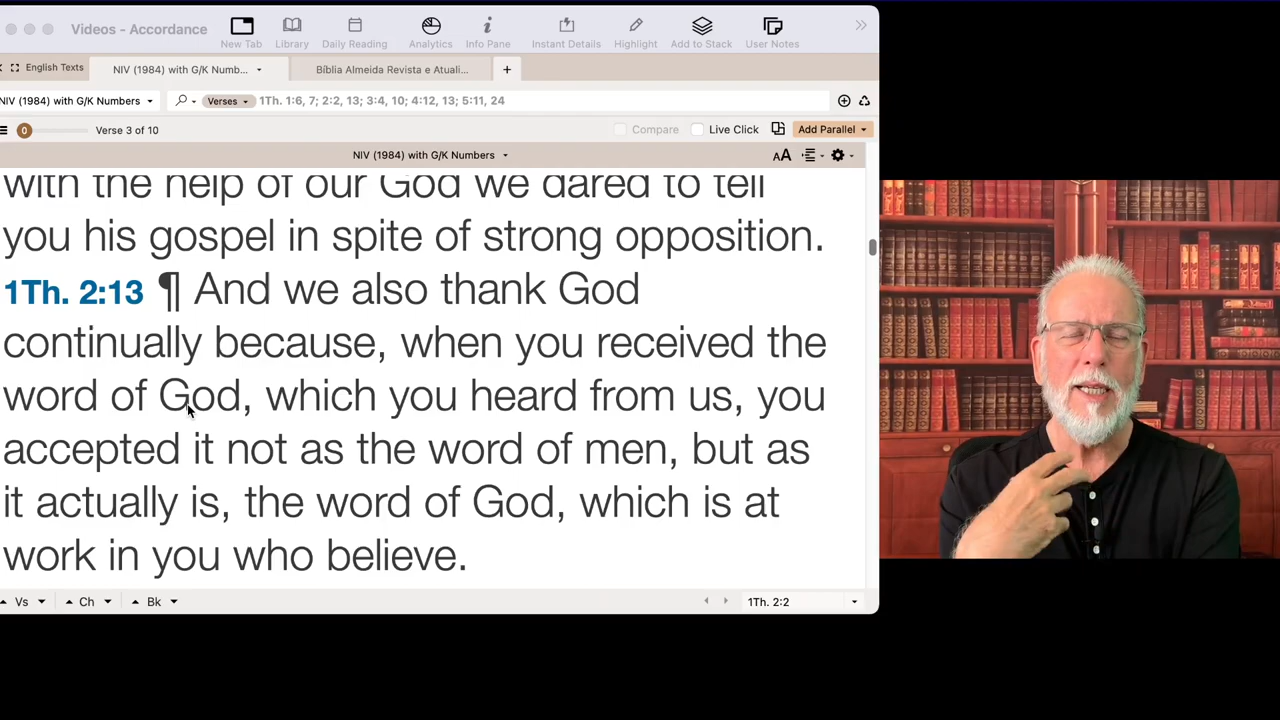 Videos - Accordance
New Tab
Library
Daily Reading
Analytics
Info Pane
Instant Details
Highlight
Add to Stack
User Notes
English Texts
NIV (1984) with G/K Numb...
Bíblia Almeida Revista e Atuali...
NIV (1984) with G/K Numbers
Verses
1Th. 1:6, 7; 2:2, 13; 3:4, 10; 4:12, 13; 5:11, 24
0
Verse 3 of 10
Compare
Live Click
Add Parallel
NIV (1984) with G/K Numbers
AA
with the help of our God we dared to tell
you his gospel in spite of strong opposition.
1Th. 2:13 ¶ And we also thank God
continually because, when you received the
word of God, which you heard from us, you
accepted it not as the word of men, but as
it actually is, the word of God, which is at
work in you who believe.
Vs
Ch
Bk
1Th. 2:2